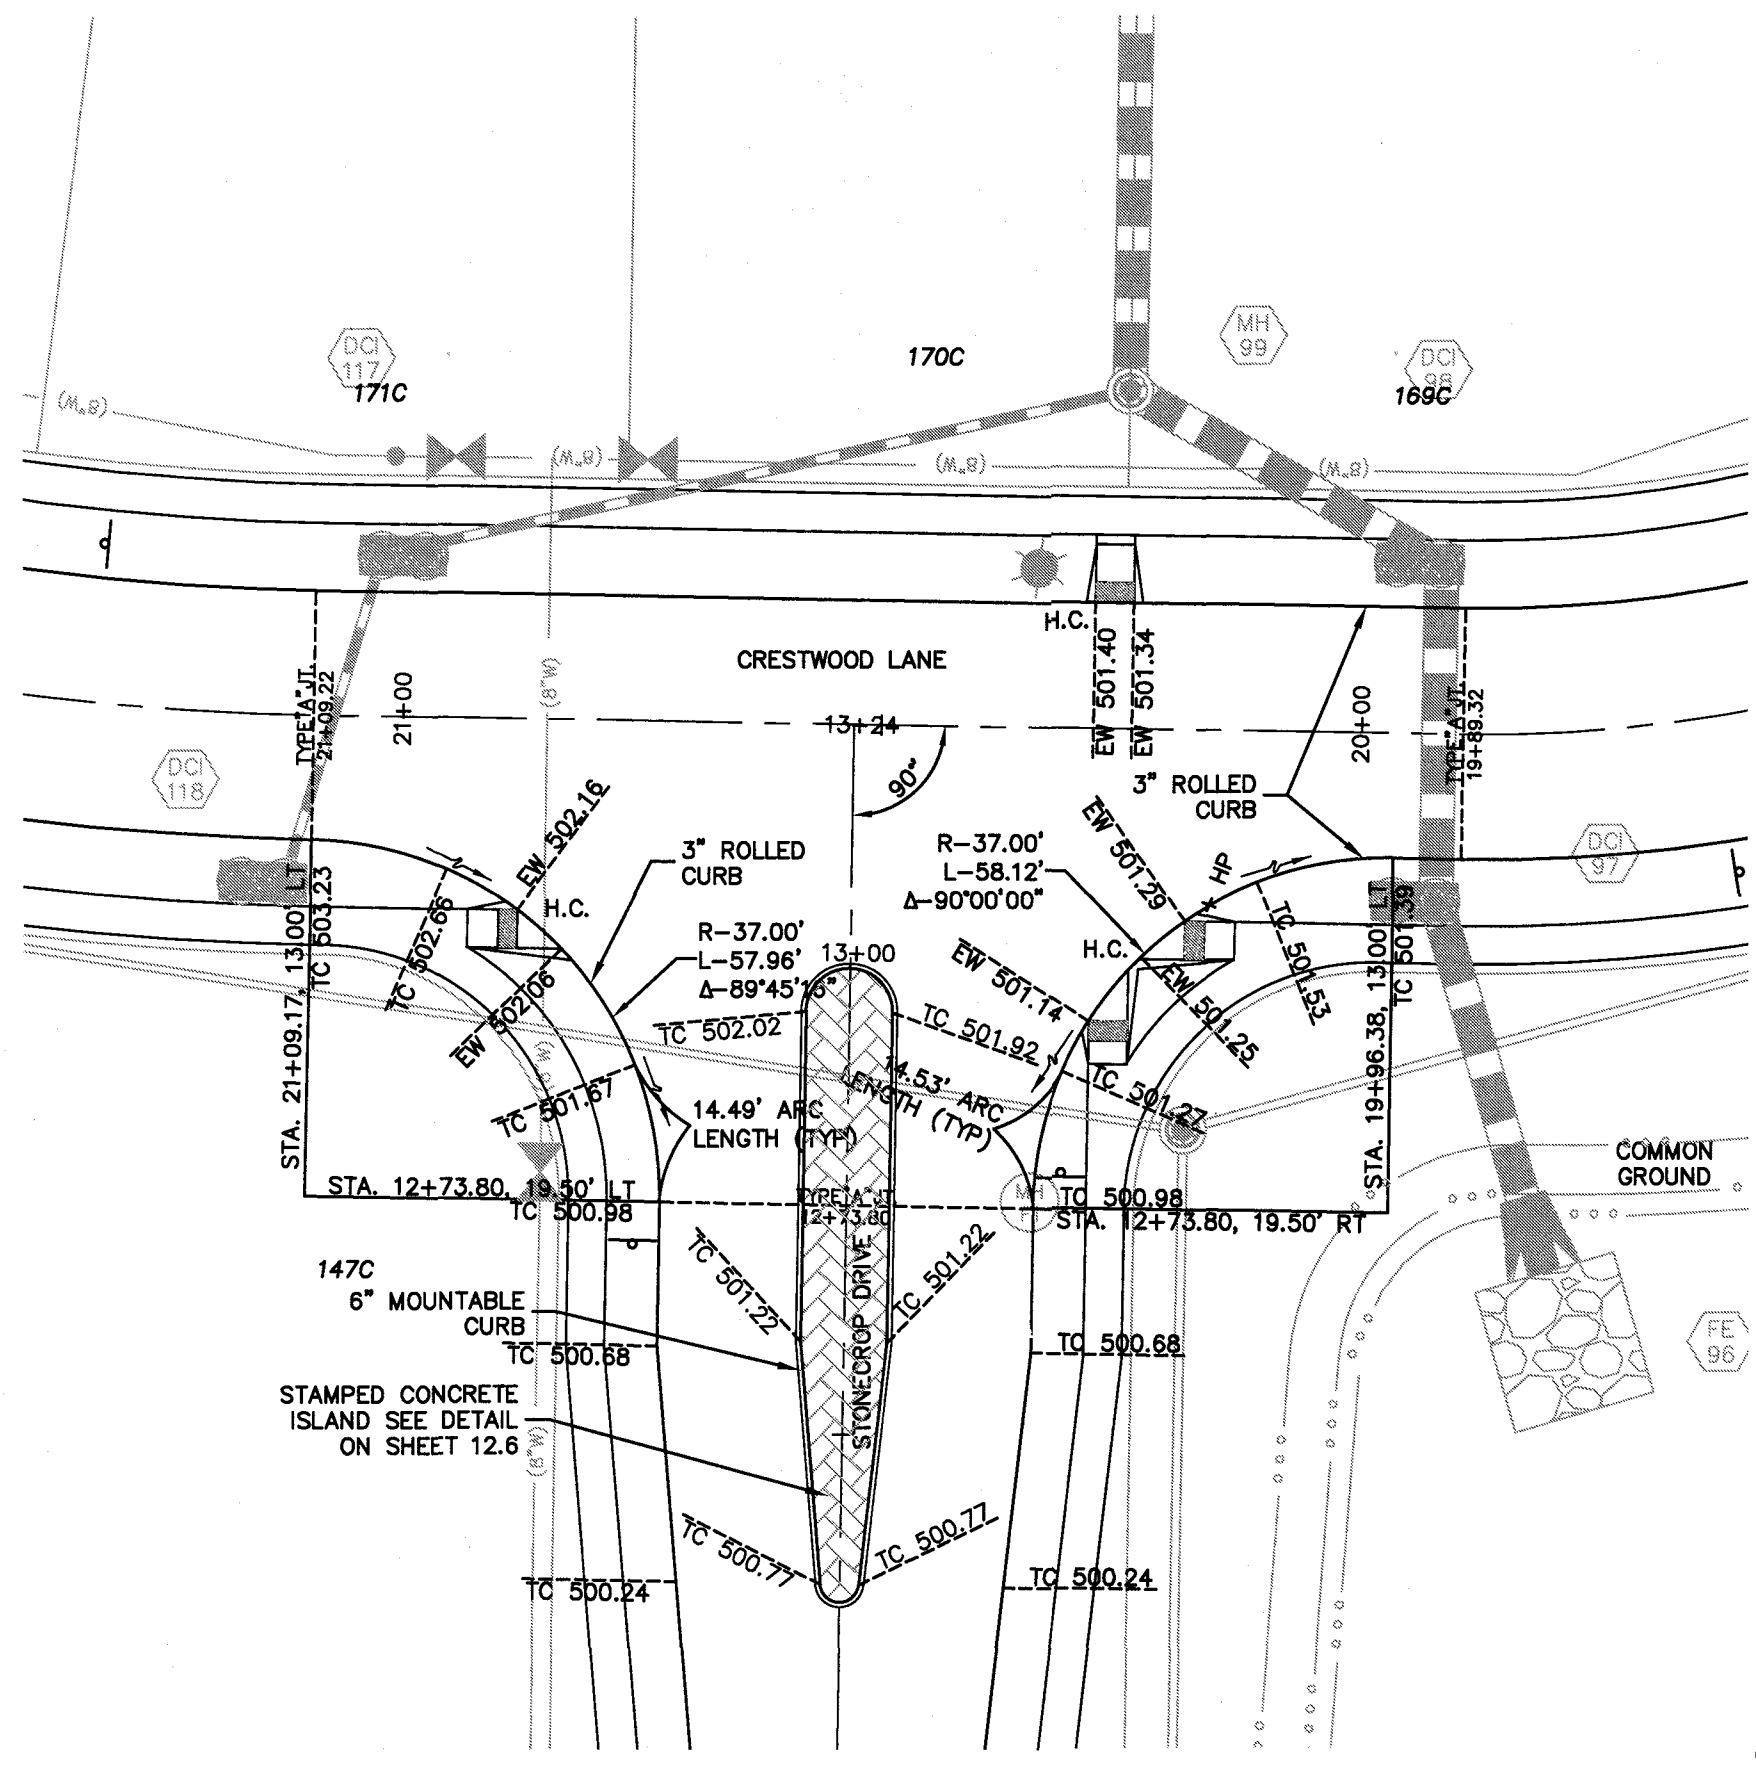 MH
99
DCI
117
171C
170C
DCI
98
169C
(8"W)
(8"W)
(8"W)
(8"W)
H.C.
EW 501.40
EW 501.34
CRESTWOOD LANE
TYPE "A" JT.
21+09.22
21+00
(8"W)
13+24
90°
20+00
TYPE "A" JT.
19+89.32
DCI
118
3" ROLLED
CURB
EW 502.16
EW 501.29
HP
DCI
97
3" ROLLED
CURB
R-37.00'
L-58.12'
Δ-90°00'00"
H.C.
TC 502.66
R-37.00'
L-57.96'
Δ-89°45'15"
13+00
H.C.
EW 501.14
EW 501.25
TC 501.53
STA. 21+09.17, 13.00' LT
TC 503.23
STA. 19+96.38, 13.00' LT
TC 501.39
EW 502.06
TC 502.02
TC 501.92
TC 501.67
14.49' ARC
LENGTH (TYP)
14.53' ARC
LENGTH (TYP)
TC 501.27
COMMON
GROUND
STA. 12+73.80, 19.50' LT
TC 500.98
TYPE "A" JT.
12+73.80
MH
TC 500.98
STA. 12+73.80, 19.50' RT
147C
TC 501.22
TC 501.22
STONECROP DRIVE
6" MOUNTABLE
CURB
TC 500.68
TC 500.68
FE
96
STAMPED CONCRETE
ISLAND SEE DETAIL
ON SHEET 12.6
(8"W)
TC 500.77
TC 500.77
TC 500.24
TC 500.24